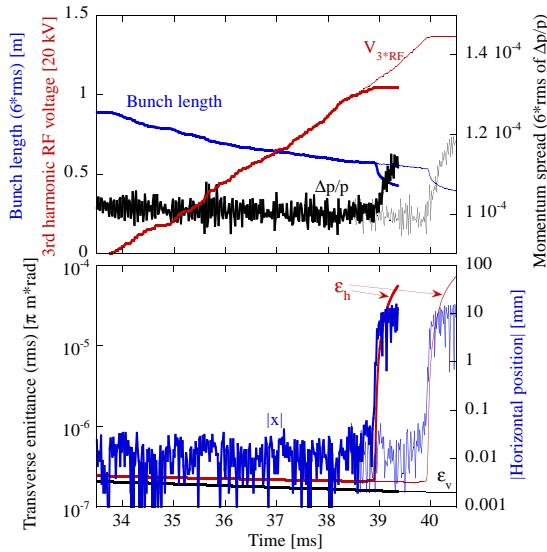 Bunch length (6*rms) [m]
3rd harmonic RF voltage [20 kV]
Momentum spread (6*rms of Δp/p)
1.5
1
0.5
0
1.4 10⁻⁴
1.2 10⁻⁴
1 10⁻⁴
V₃*RF
Bunch length
Δp/p
Transverse emittance (rms) [π m*rad]
|Horizontal position| [mm]
10⁻⁴
10⁻⁵
10⁻⁶
10⁻⁷
100
10
1
0.1
0.01
0.001
εh
|x|
εv
34 35 36 37 38 39 40
Time [ms]